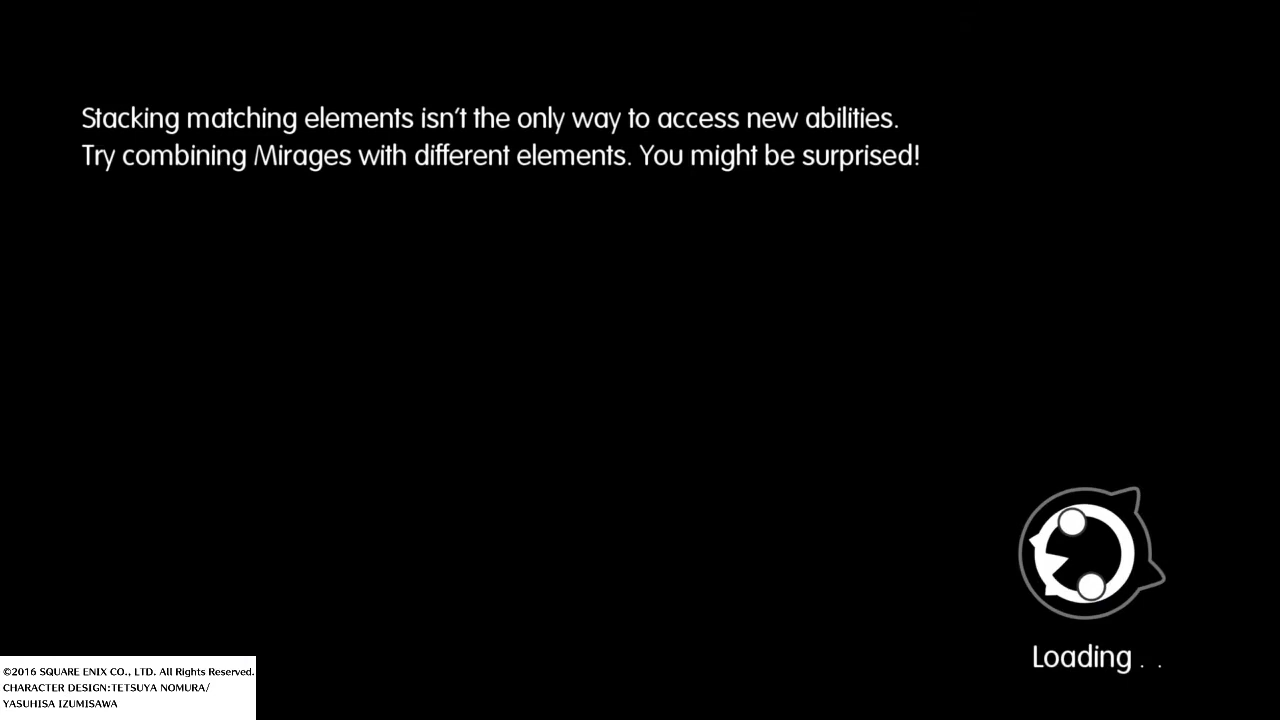 Stacking matching elements isn't the only way to access new abilities.
Try combining Mirages with different elements. You might be surprised!
Loading . .
©2016 SQUARE ENIX CO., LTD. All Rights Reserved.
CHARACTER DESIGN:TETSUYA NOMURA/
YASUHISA IZUMISAWA